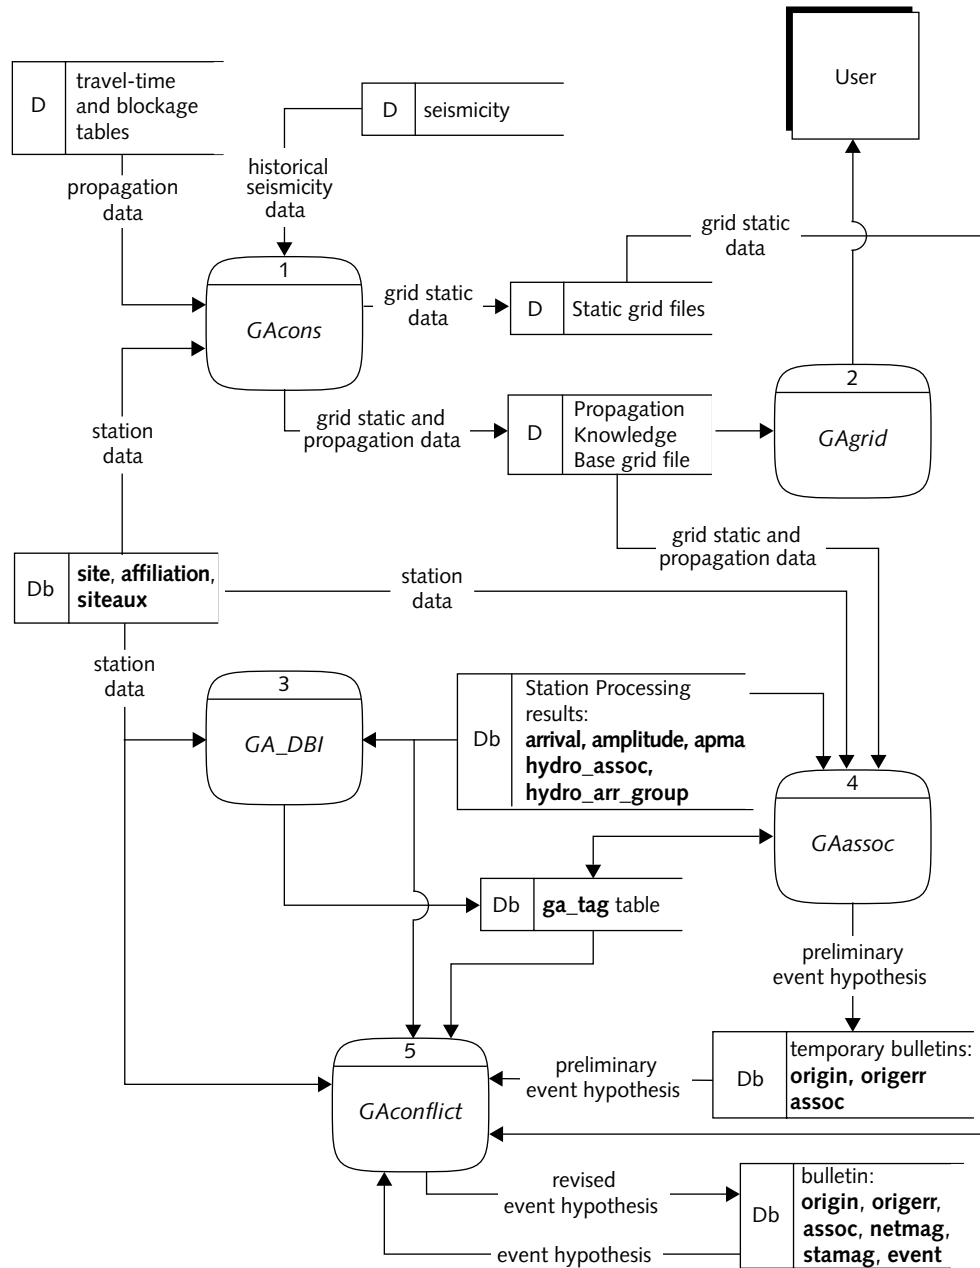 User
D
travel-time
and blockage
tables
D
seismicity
propagation
data
historical
seismicity
data
grid static
data
1
GAcons
grid static
data
D
Static grid files
2
GAgrid
grid static and
propagation data
D
Propagation
Knowledge
Base grid file
station
data
grid static and
propagation data
Db
site, affiliation,
siteaux
station
data
station
data
3
GA_DBI
Db
Station Processing
results:
arrival, amplitude, apma
hydro_assoc,
hydro_arr_group
4
GAassoc
Db
ga_tag table
preliminary
event hypothesis
5
GAconflict
preliminary
event hypothesis
Db
temporary bulletins:
origin, origerr
assoc
revised
event hypothesis
Db
bulletin:
origin, origerr,
assoc, netmag,
stamag, event
event hypothesis